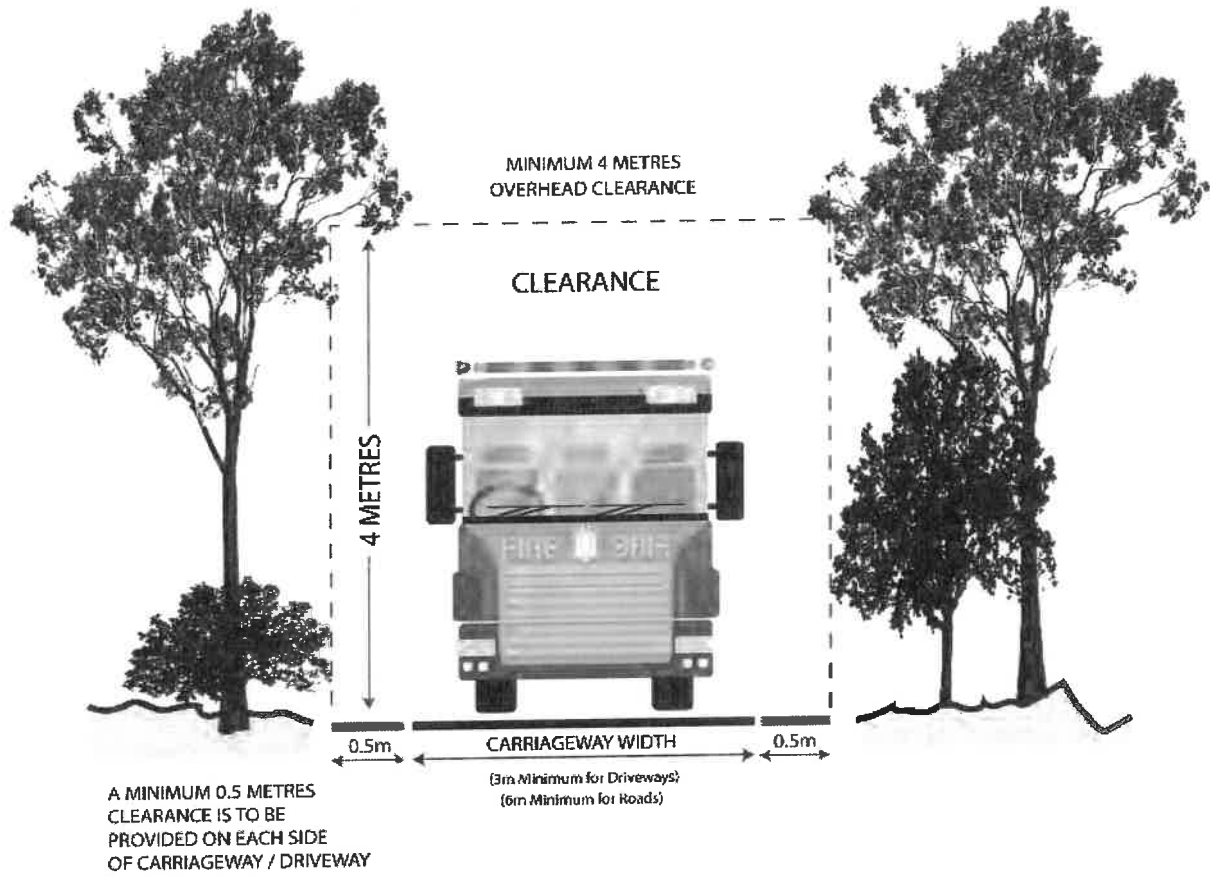 MINIMUM 4 METRES
OVERHEAD CLEARANCE
CLEARANCE
4 METRES
FIRE
0.5m
CARRIAGEWAY WIDTH
0.5m
(3m Minimum for Driveways)
(6m Minimum for Roads)
A MINIMUM 0.5 METRES
CLEARANCE IS TO BE
PROVIDED ON EACH SIDE
OF CARRIAGEWAY / DRIVEWAY